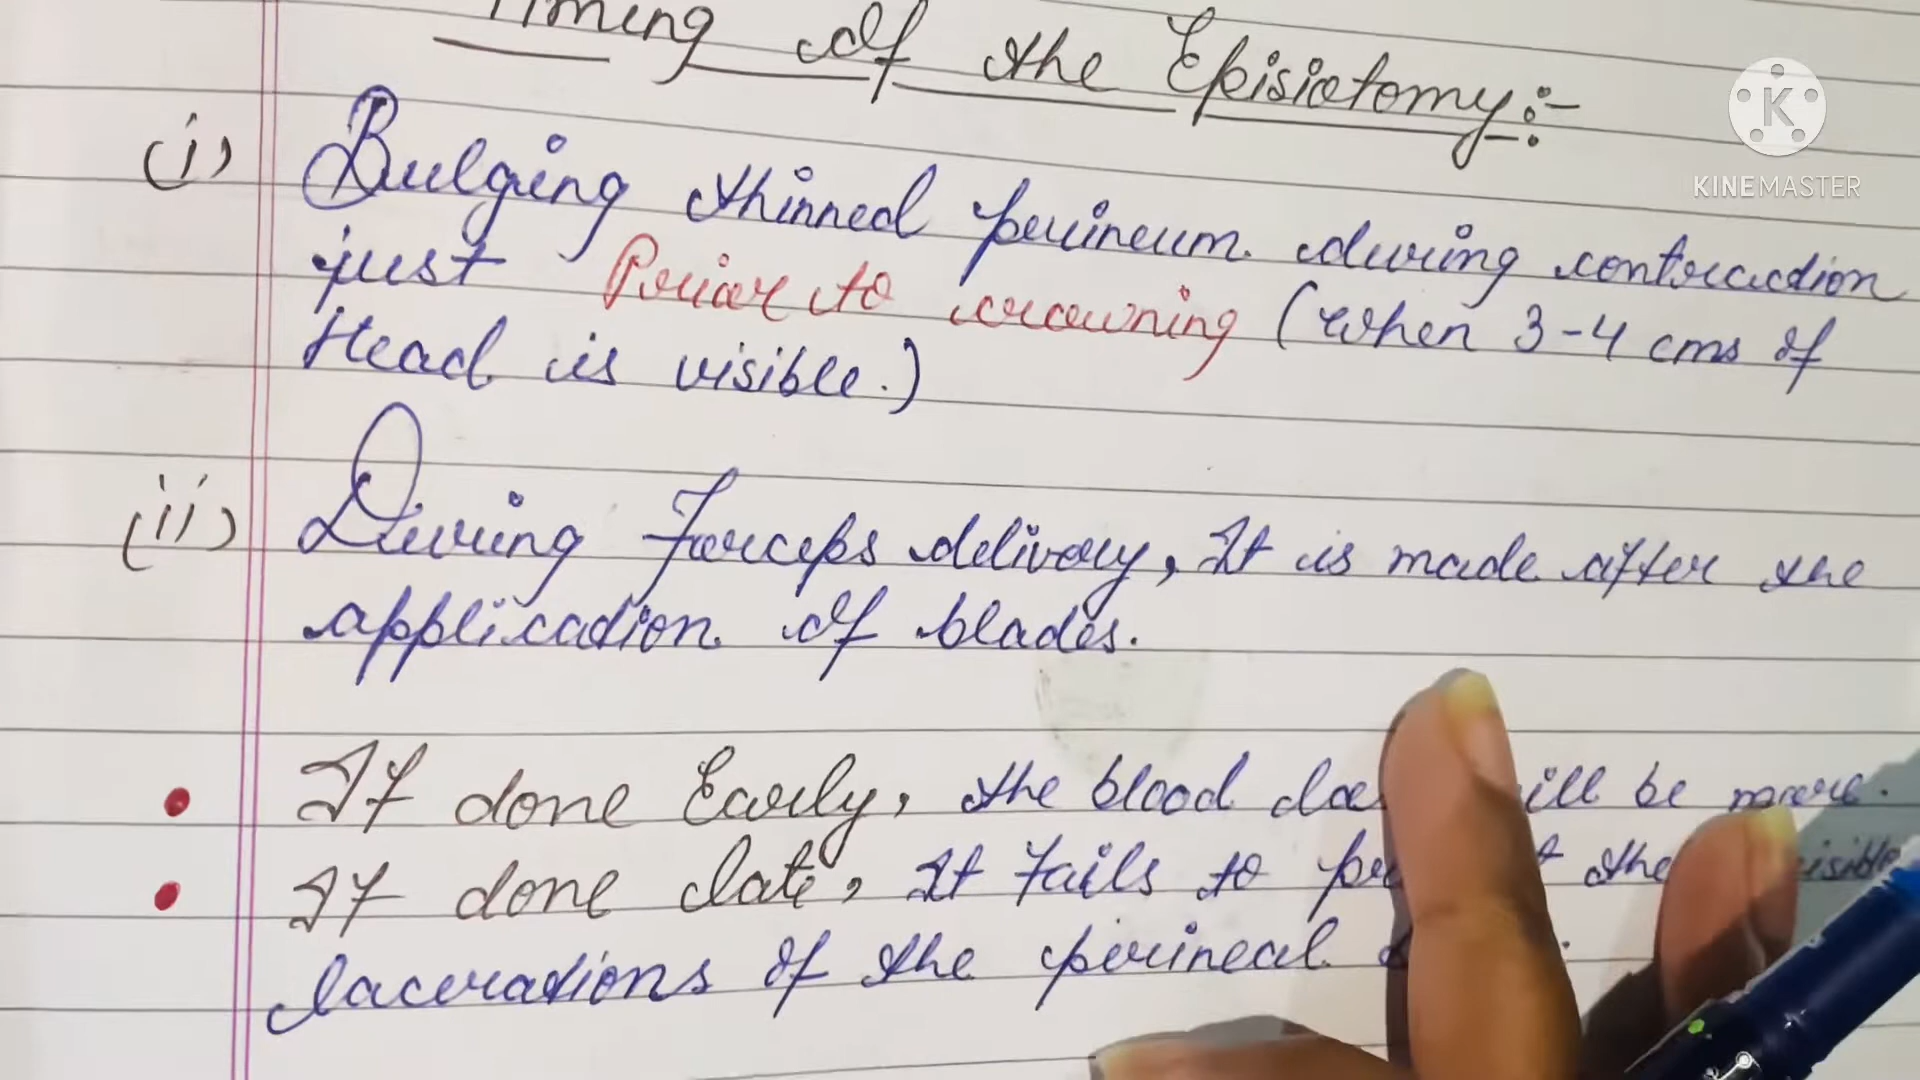 Timing of the Episiotomy:-
(i) Bulging thinned perineum during contraction
just Prior to crowning (when 3-4 cms of
Head is visible.)
(ii) During Forceps delivery, It is made after the
application of blades.
• If done Early, the blood will be more.
• If done late, It fails to the
lacerations of the perineal
K
KINEMASTER